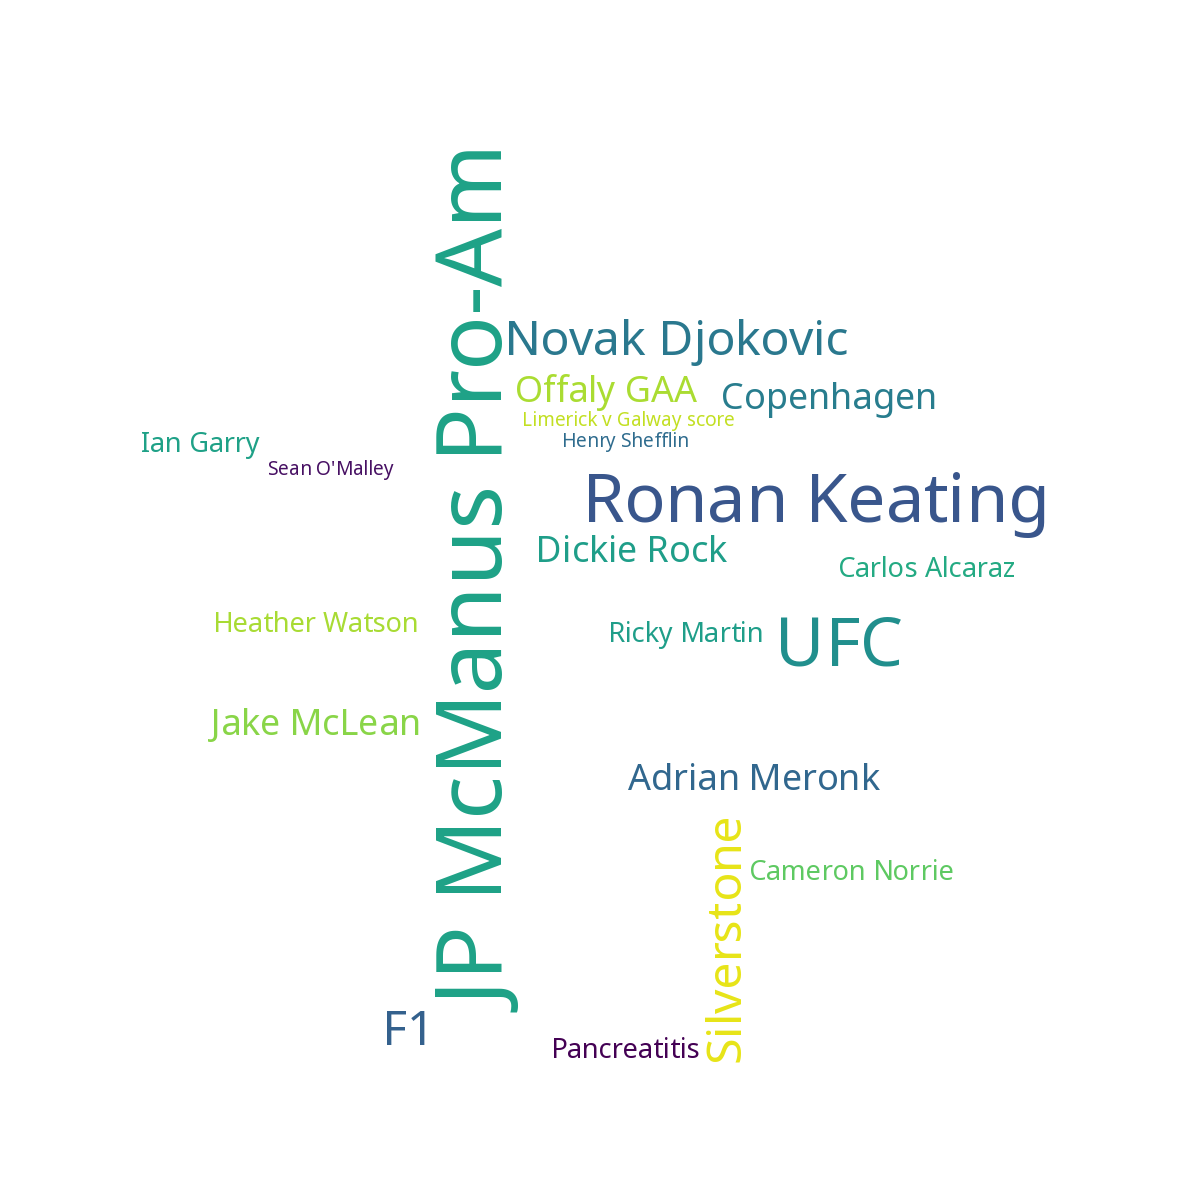 JP McManus Pro-Am
Novak Djokovic
Offaly GAA
Copenhagen
Limerick v Galway score
Henry Shefflin
Ian Garry
Sean O'Malley
Ronan Keating
Dickie Rock
Carlos Alcaraz
Heather Watson
Ricky Martin
UFC
Jake McLean
Adrian Meronk
Silverstone
Cameron Norrie
F1
Pancreatitis